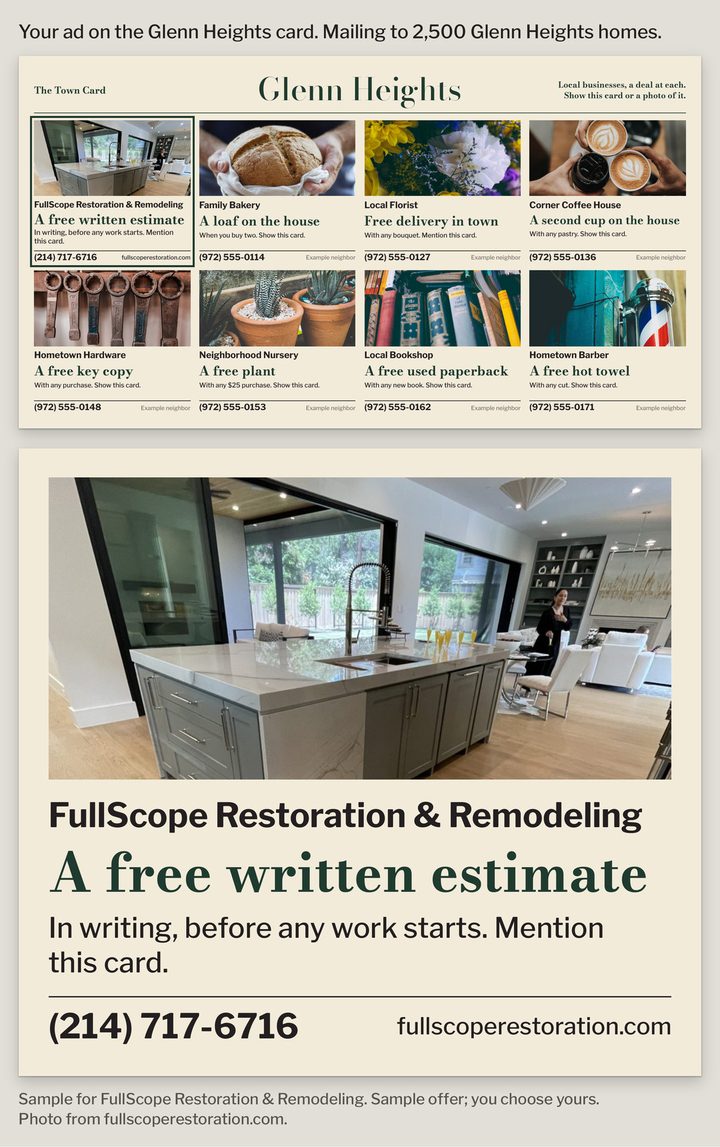 Your ad on the Glenn Heights card. Mailing to 2,500 Glenn Heights homes.
The Town Card
Glenn Heights
Local businesses, a deal at each.
Show this card or a photo of it.
FullScope Restoration & Remodeling
A free written estimate
In writing, before any work starts. Mention
this card.
(214) 717-6716 fullscoperestoration.com
Family Bakery
A loaf on the house
When you buy two. Show this card.
(972) 555-0114 Example neighbor
Local Florist
Free delivery in town
With any bouquet. Mention this card.
(972) 555-0127 Example neighbor
Corner Coffee House
A second cup on the house
With any pastry. Show this card.
(972) 555-0136 Example neighbor
Hometown Hardware
A free key copy
With any purchase. Show this card.
(972) 555-0148 Example neighbor
Neighborhood Nursery
A free plant
With any $25 purchase. Show this card.
(972) 555-0153 Example neighbor
Local Bookshop
A free used paperback
With any new book. Show this card.
(972) 555-0162 Example neighbor
Hometown Barber
A free hot towel
With any cut. Show this card.
(972) 555-0171 Example neighbor
FullScope Restoration & Remodeling
A free written estimate
In writing, before any work starts. Mention
this card.
(214) 717-6716 fullscoperestoration.com
Sample for FullScope Restoration & Remodeling. Sample offer; you choose yours.
Photo from fullscoperestoration.com.